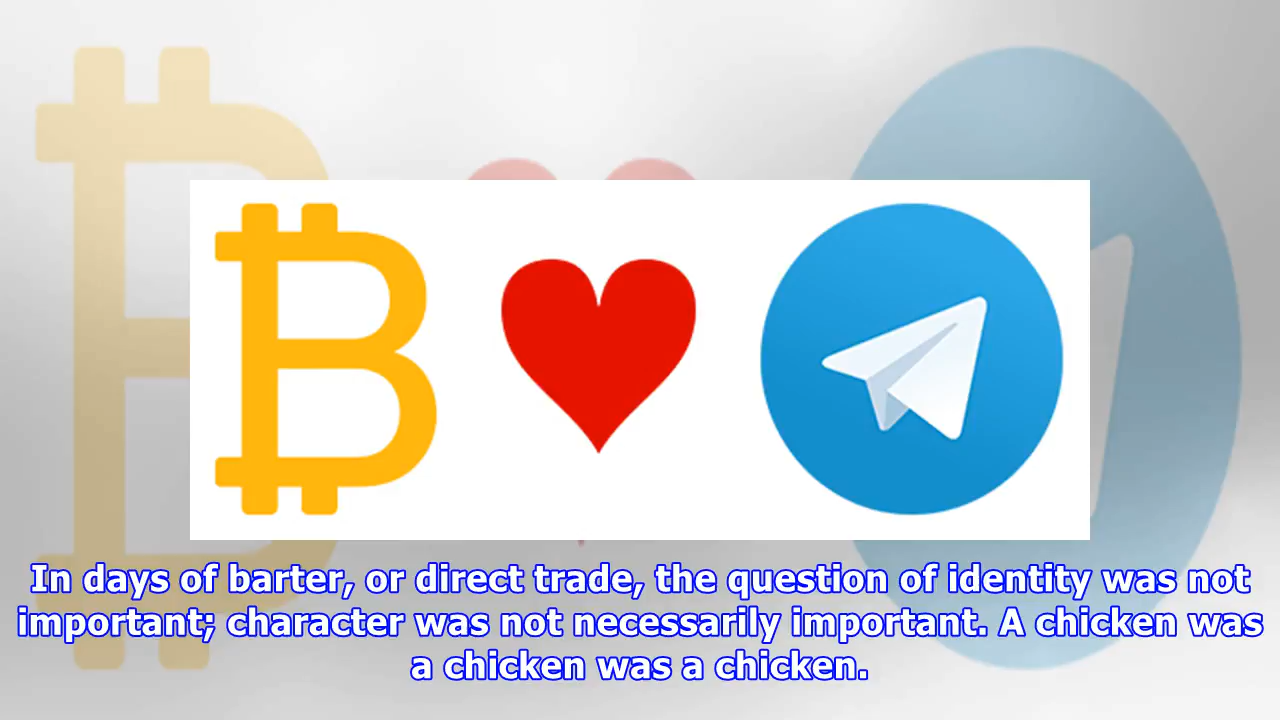 In days of barter, or direct trade, the question of identity was not
important; character was not necessarily important. A chicken was
a chicken was a chicken.